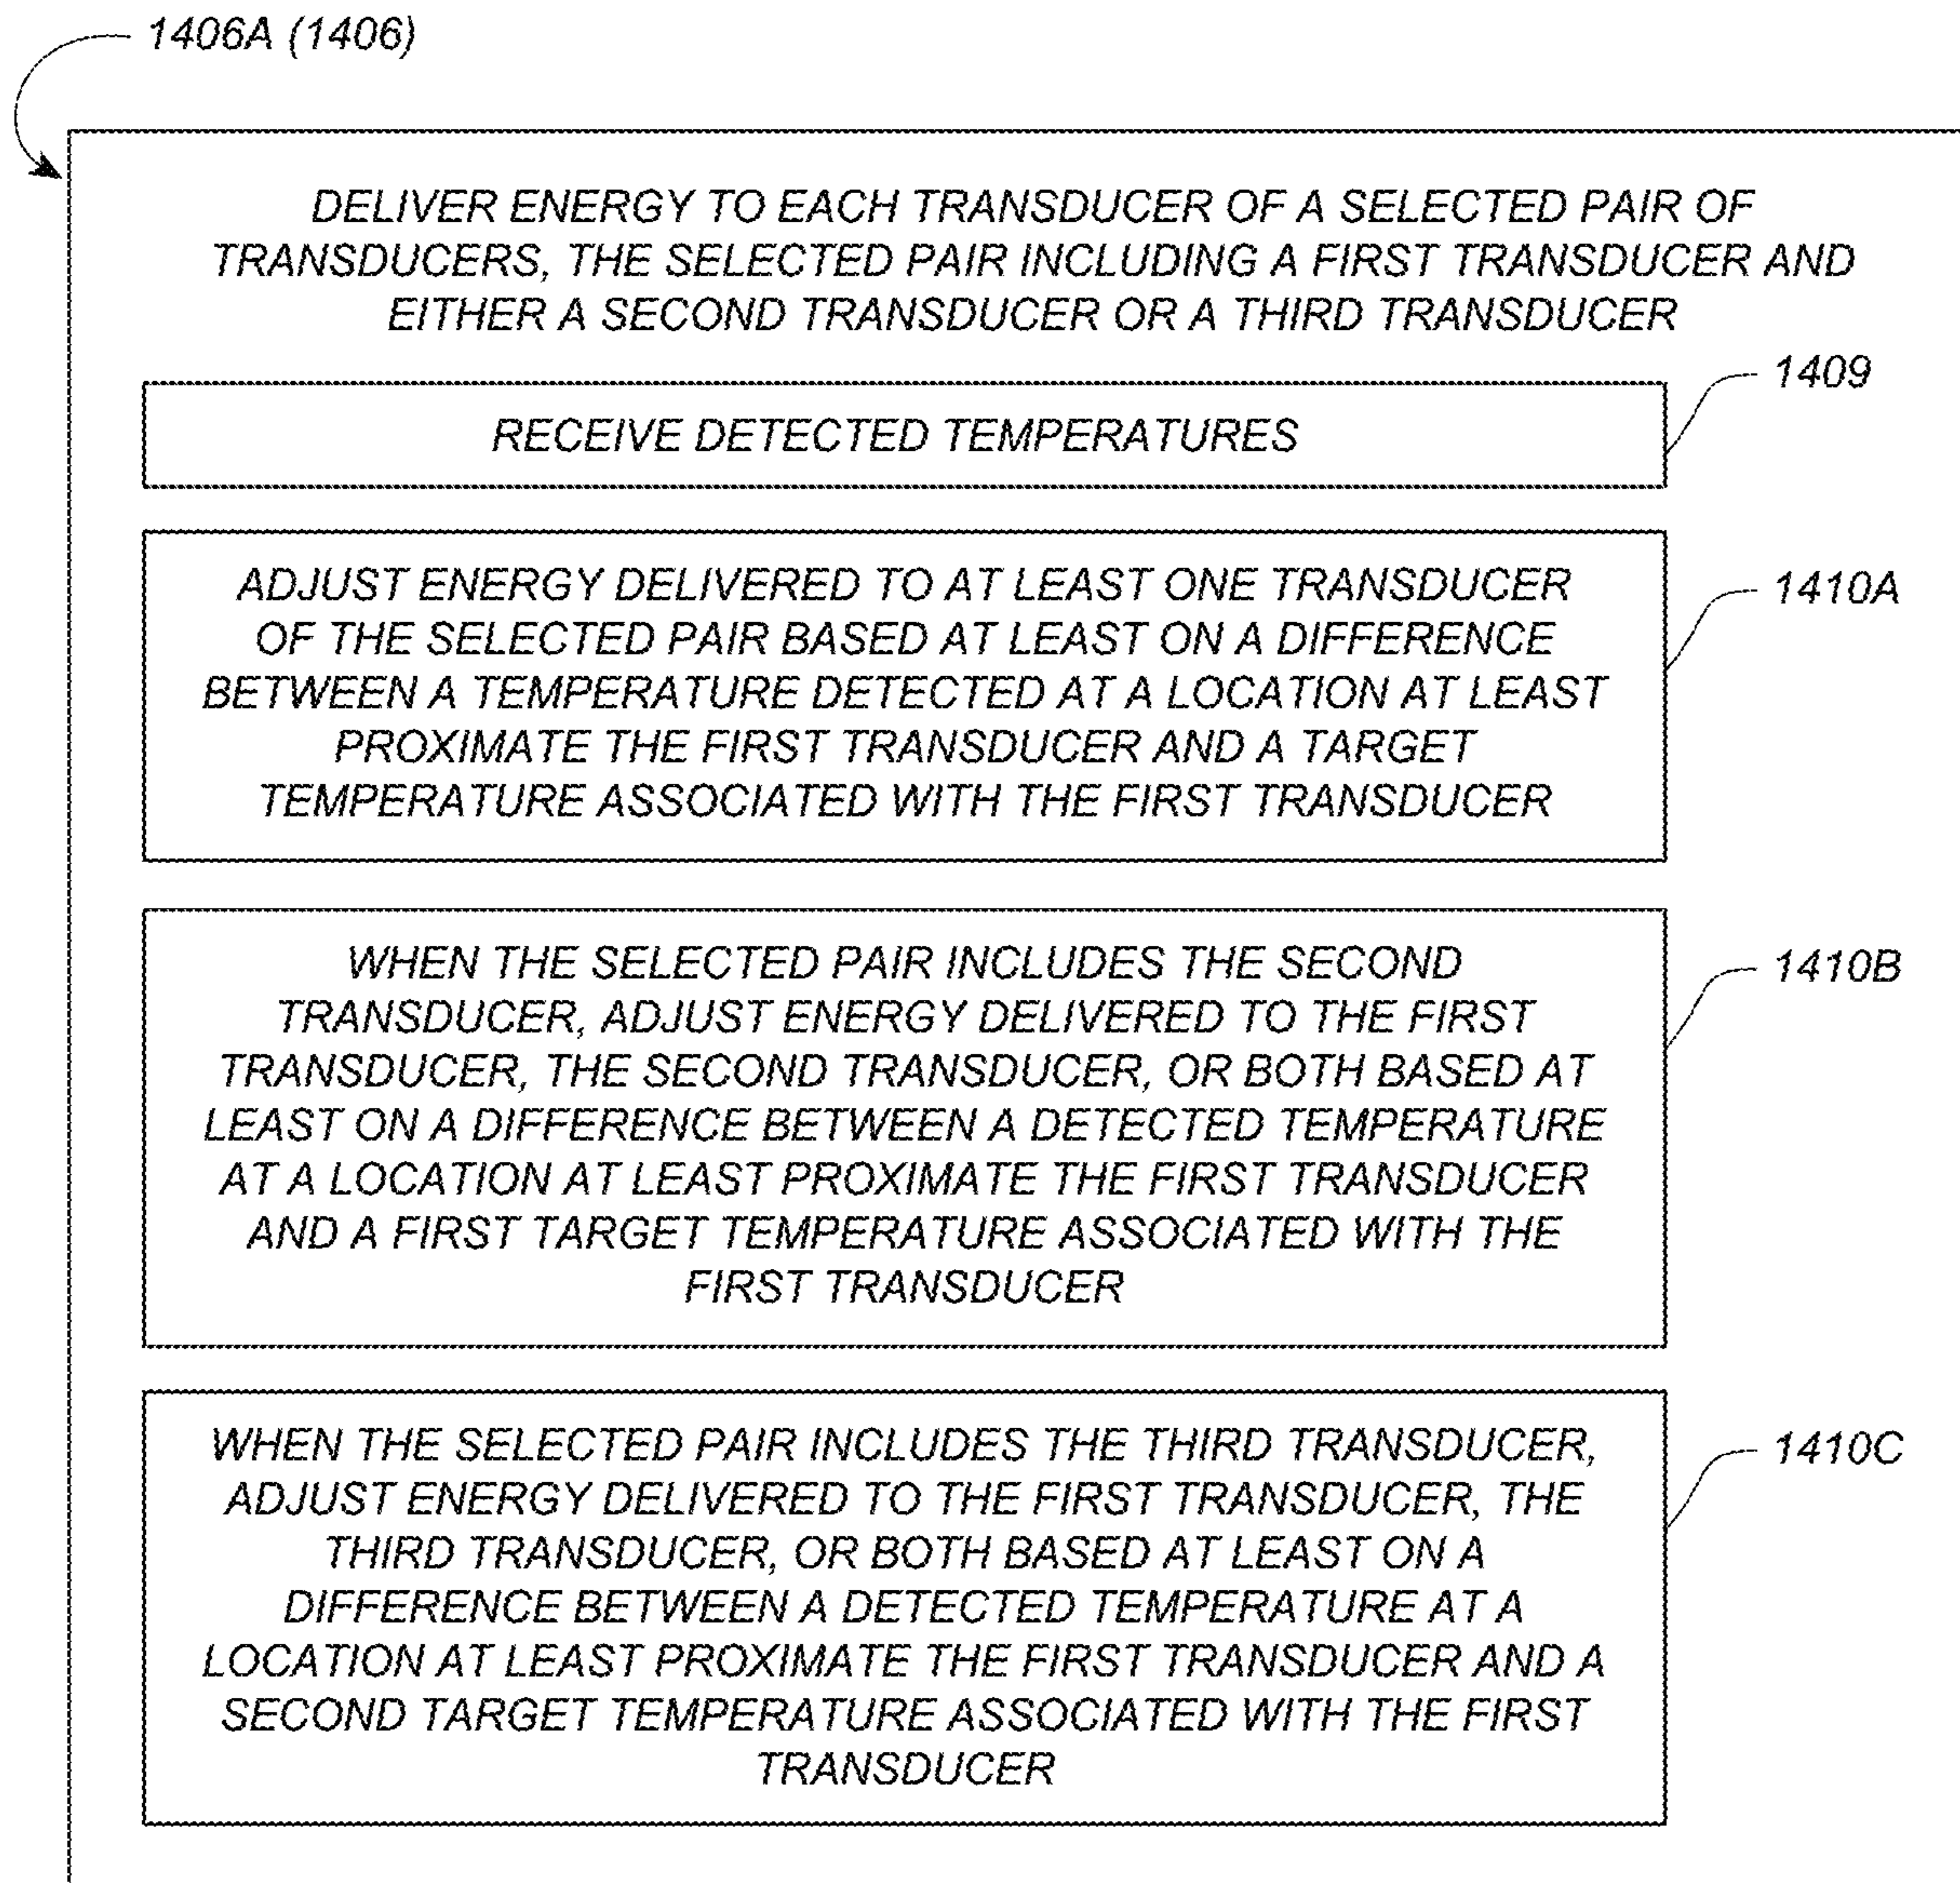 1406A (1406)
DELIVER ENERGY TO EACH TRANSDUCER OF A SELECTED PAIR OF
TRANSDUCERS, THE SELECTED PAIR INCLUDING A FIRST TRANSDUCER AND
EITHER A SECOND TRANSDUCER OR A THIRD TRANSDUCER
1409
RECEIVE DETECTED TEMPERATURES
ADJUST ENERGY DELIVERED TO AT LEAST ONE TRANSDUCER
OF THE SELECTED PAIR BASED AT LEAST ON A DIFFERENCE
BETWEEN A TEMPERATURE DETECTED AT A LOCATION AT LEAST
PROXIMATE THE FIRST TRANSDUCER AND A TARGET
TEMPERATURE ASSOCIATED WITH THE FIRST TRANSDUCER
1410A
WHEN THE SELECTED PAIR INCLUDES THE SECOND
TRANSDUCER, ADJUST ENERGY DELIVERED TO THE FIRST
TRANSDUCER, THE SECOND TRANSDUCER, OR BOTH BASED AT
LEAST ON A DIFFERENCE BETWEEN A DETECTED TEMPERATURE
AT A LOCATION AT LEAST PROXIMATE THE FIRST TRANSDUCER
AND A FIRST TARGET TEMPERATURE ASSOCIATED WITH THE
FIRST TRANSDUCER
1410B
WHEN THE SELECTED PAIR INCLUDES THE THIRD TRANSDUCER,
ADJUST ENERGY DELIVERED TO THE FIRST TRANSDUCER, THE
THIRD TRANSDUCER, OR BOTH BASED AT LEAST ON A
DIFFERENCE BETWEEN A DETECTED TEMPERATURE AT A
LOCATION AT LEAST PROXIMATE THE FIRST TRANSDUCER AND A
SECOND TARGET TEMPERATURE ASSOCIATED WITH THE FIRST
TRANSDUCER
1410C